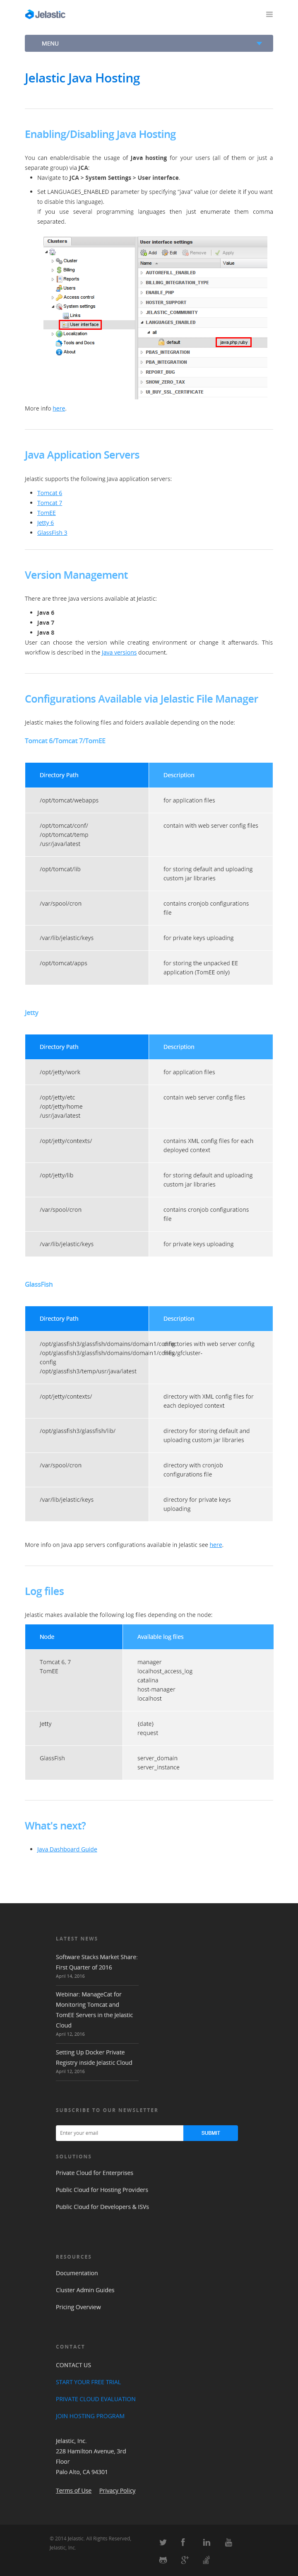 Jelastic
MENU
Jelastic Java Hosting
Enabling/Disabling Java Hosting
You can enable/disable the usage of Java hosting for your users (all of them or just a
separate group) via JCA:
Navigate to JCA > System Settings > User interface.
Set LANGUAGES_ENABLED parameter by specifying "java" value (or delete it if you want
to disable this language).
If you use several programming languages then just enumerate them comma
separated.
Clusters
Cluster
Billing
Reports
Users
Access control
System settings
Links
User interface
Localization
Tools and Docs
About
User interface settings
Add Edit Remove Apply
Name Value
AUTOREFILL_ENABLED
BILLING_INTEGRATION_TYPE
ENABLE_PHP
HOSTER_SUPPORT
JELASTIC_COMMUNITY
LANGUAGES_ENABLED
all
default java,php,ruby
PBAS_INTEGRATION
PBA_INTEGRATION
REPORT_BUG
SHOW_ZERO_TAX
More info here.
Java Application Servers
Jelastic supports the following Java application servers:
Tomcat 6
Tomcat 7
TomEE
Jetty 6
GlassFish 3
Version Management
There are three Java versions available at Jelastic:
Java 6
Java 7
Java 8
User can choose the version while creating environment or change it afterwards. This
workflow is described in the Java versions document.
Configurations Available via Jelastic File Manager
Jelastic makes the following files and folders available depending on the node:
Tomcat 6/Tomcat 7/TomEE
Directory Path Description
/opt/tomcat/webapps for application files
/opt/tomcat/conf/ contain with web server config files
/opt/tomcat/temp
/usr/java/latest
/opt/tomcat/lib for storing default and uploading
custom jar libraries
/var/spool/cron contains cronjob configurations
file
/var/lib/jelastic/keys for private keys uploading
/opt/tomcat/apps for storing the unpacked EE
application (TomEE only)
Jetty
Directory Path Description
/opt/jetty/work for application files
/opt/jetty/etc contain web server config files
/opt/jetty/home
/usr/java/latest
/opt/jetty/contexts/ contains XML config files for each
deployed context
/opt/jetty/lib for storing default and uploading
custom jar libraries
/var/spool/cron contains cronjob configurations
file
/var/lib/jelastic/keys for private keys uploading
GlassFish
Directory Path Description
/opt/glassfish3/glassfish/domains/domain1/config directories with web server config
/opt/glassfish3/glassfish/domains/domain1/config/gfcluster-
config
/opt/glassfish3/temp/usr/java/latest
/opt/jetty/contexts/ directory with XML config files for
each deployed context
/opt/glassfish3/glassfish/lib/ directory for storing default and
uploading custom jar libraries
/var/spool/cron directory with cronjob
configurations file
/var/lib/jelastic/keys directory for private keys
uploading
More info on Java app servers configurations available in Jelastic see here.
Log files
Jelastic makes available the following log files depending on the node:
Node Available log files
Tomcat 6, 7 manager
TomEE localhost_access_log
catalina
host-manager
localhost
Jetty {date}
request
GlassFish server_domain
server_instance
What's next?
Java Dashboard Guide
LATEST NEWS
Software Stacks Market Share:
First Quarter of 2016
April 14, 2016
Webinar: ManageCat for
Monitoring Tomcat and
TomEE Servers in the Jelastic
Cloud
April 12, 2016
Setting Up Docker Private
Registry inside Jelastic Cloud
April 12, 2016
SUBSCRIBE TO OUR NEWSLETTER
Enter your email SUBMIT
SOLUTIONS
Private Cloud for Enterprises
Public Cloud for Hosting Providers
Public Cloud for Developers & ISVs
RESOURCES
Documentation
Cluster Admin Guides
Pricing Overview
CONTACT
CONTACT US
START YOUR FREE TRIAL
PRIVATE CLOUD EVALUATION
JOIN HOSTING PROGRAM
Jelastic, Inc.
228 Hamilton Avenue, 3rd
Floor
Palo Alto, CA 94301
Terms of Use Privacy Policy
© 2014 Jelastic. All Rights Reserved.
Jelastic, Inc